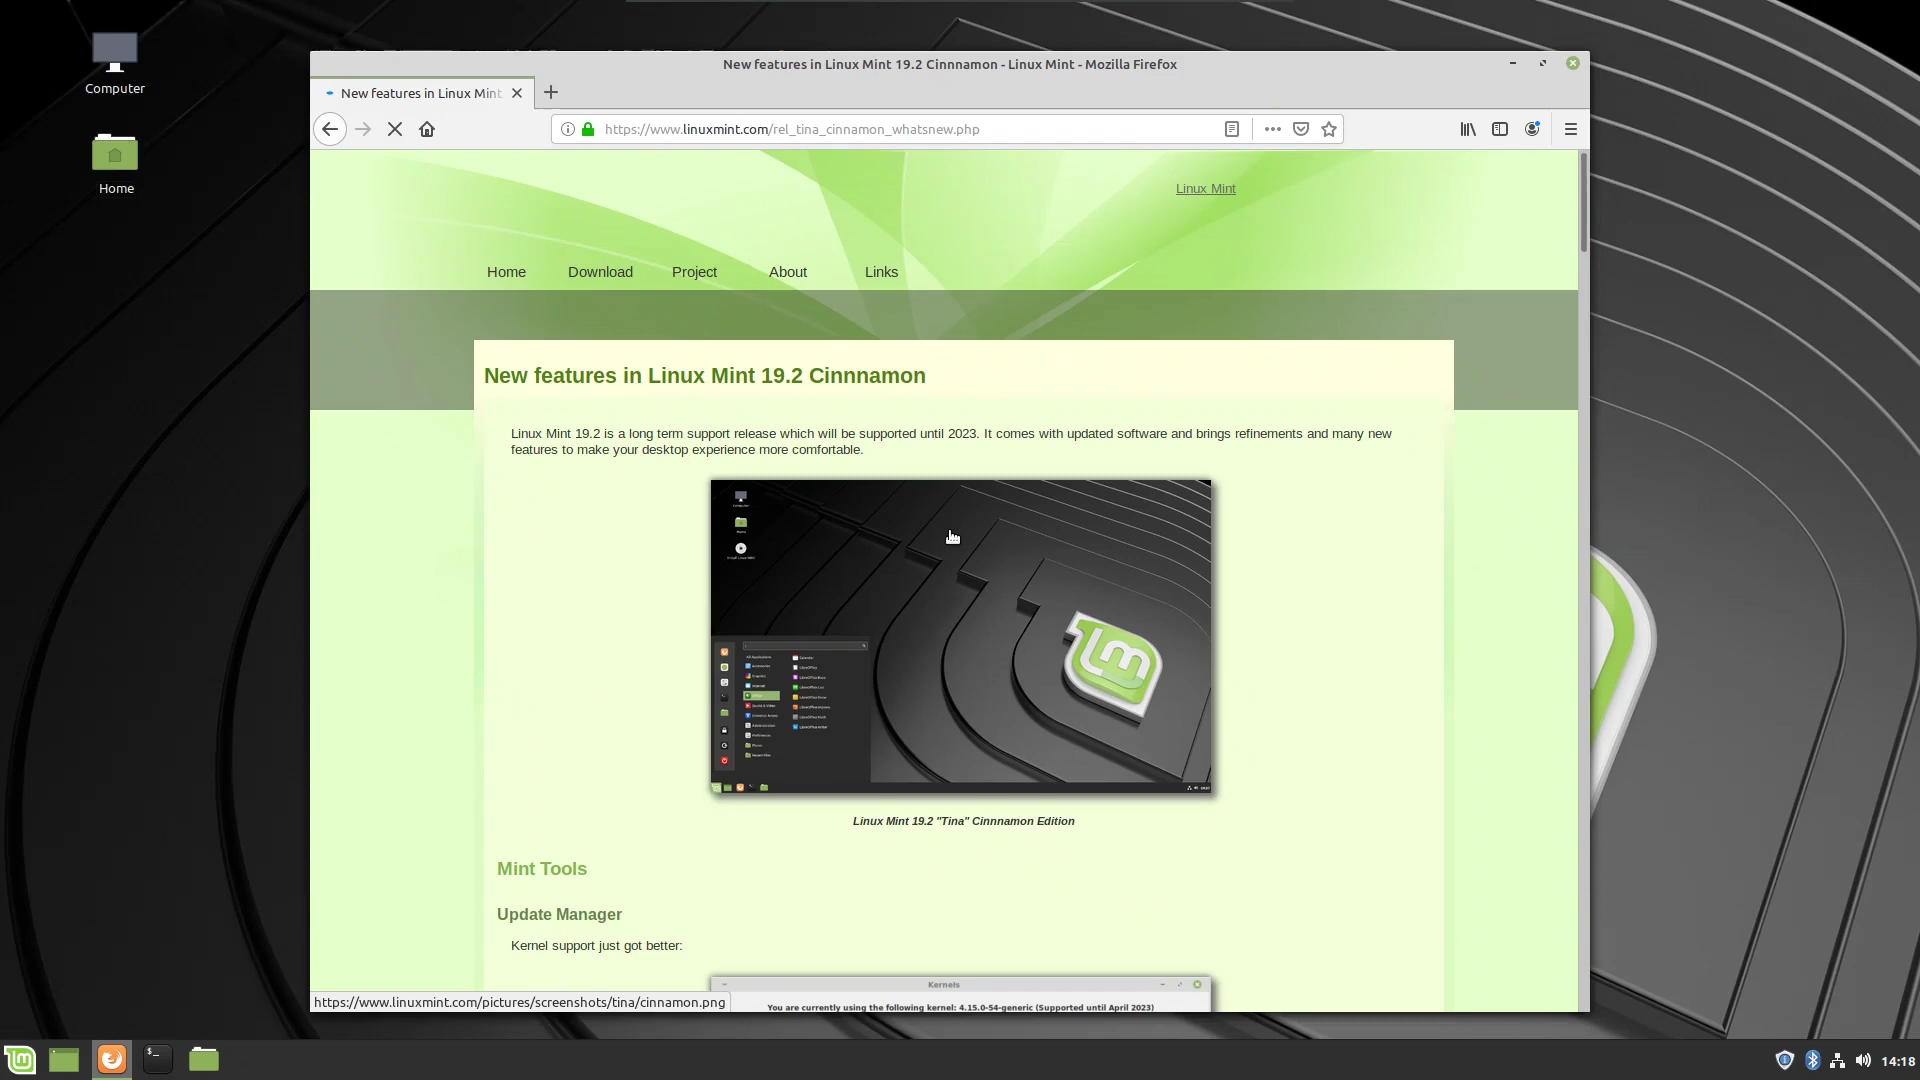 Computer
Home
New features in Linux Mint 19.2 Cinnnamon - Linux Mint - Mozilla Firefox
New features in Linux Mint
https://www.linuxmint.com/rel_tina_cinnamon_whatsnew.php
Linux Mint
Home Download Project About Links
New features in Linux Mint 19.2 Cinnnamon
Linux Mint 19.2 is a long term support release which will be supported until 2023. It comes with updated software and brings refinements and many new
features to make your desktop experience more comfortable.
Linux Mint 19.2 "Tina" Cinnnamon Edition
Mint Tools
Update Manager
Kernel support just got better:
Kernels
You are currently using the following kernel: 4.15.0-54-generic (Supported until April 2023)
https://www.linuxmint.com/pictures/screenshots/tina/cinnamon.png
14:18